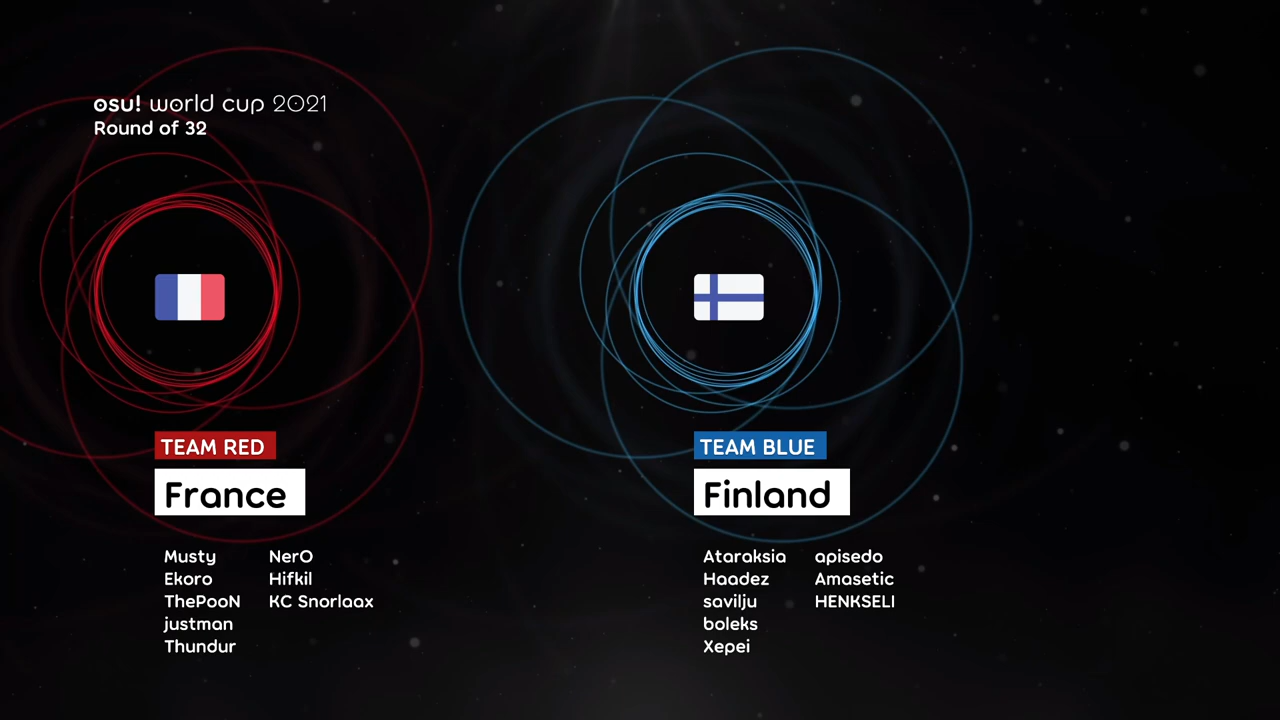 osu! world cup 2021
Round of 32
TEAM RED
France
Musty
Ekoro
ThePooN
justman
Thundur
NerO
Hifkil
KC Snorlaax
TEAM BLUE
Finland
Ataraksia
Haadez
savilju
boleks
Xepei
apisedo
Amasetic
HENKSELI